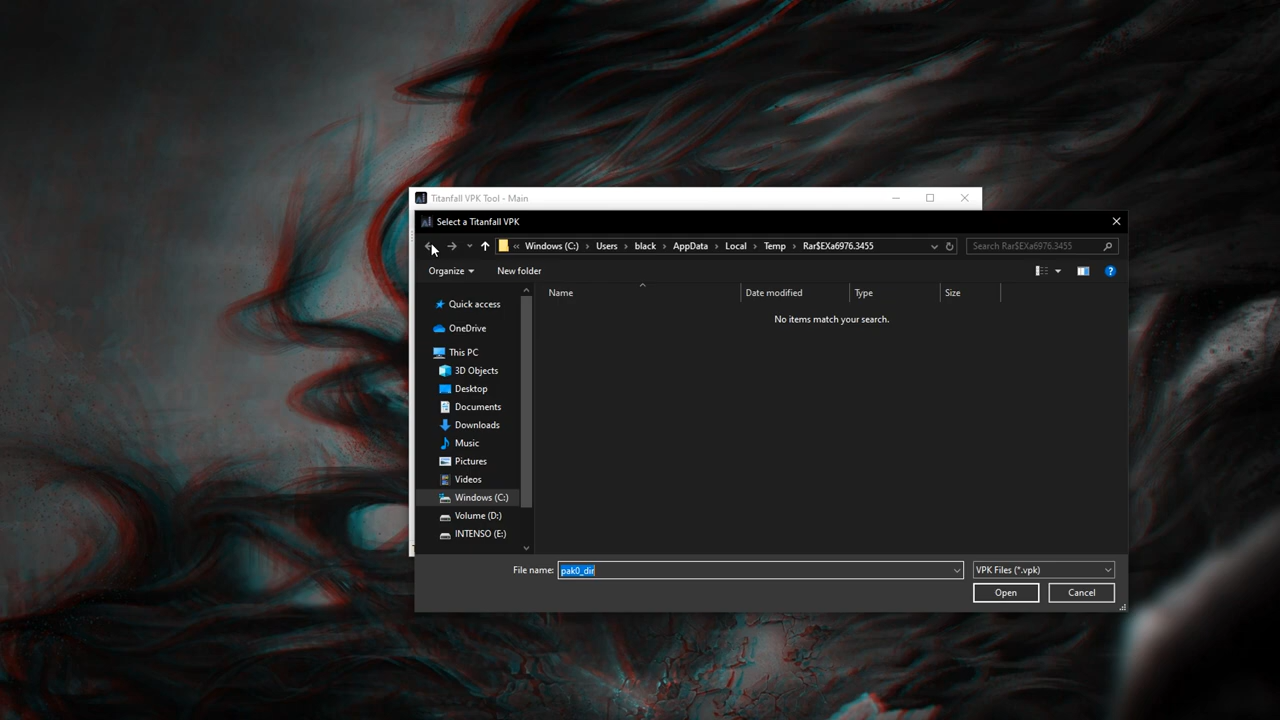 Titanfall VPK Tool - Main
Select a Titanfall VPK
« Windows (C:) > Users > black > AppData > Local > Temp > Rar$EXa6976.3455
Search Rar$EXa6976.3455
Organize
New folder
Name
Date modified
Type
Size
No items match your search.
Quick access
OneDrive
This PC
3D Objects
Desktop
Documents
Downloads
Music
Pictures
Videos
Windows (C:)
Volume (D:)
INTENSO (E:)
File name:
pak0_dir
VPK Files (*.vpk)
Open
Cancel